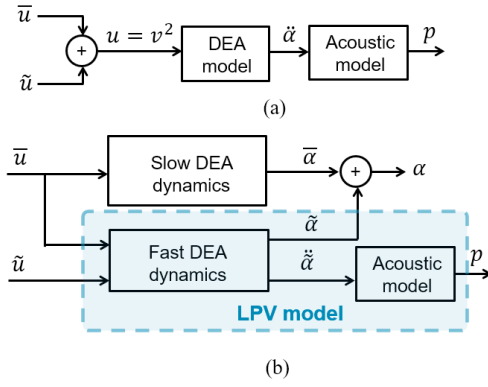 u̅
u = v²
DEA
model
α̈
Acoustic
model
p
+
ũ
(a)
u̅
Slow DEA
dynamics
α̅
+
α
α̃
ũ
Fast DEA
dynamics
α̃̈
Acoustic
model
p
LPV model
(b)